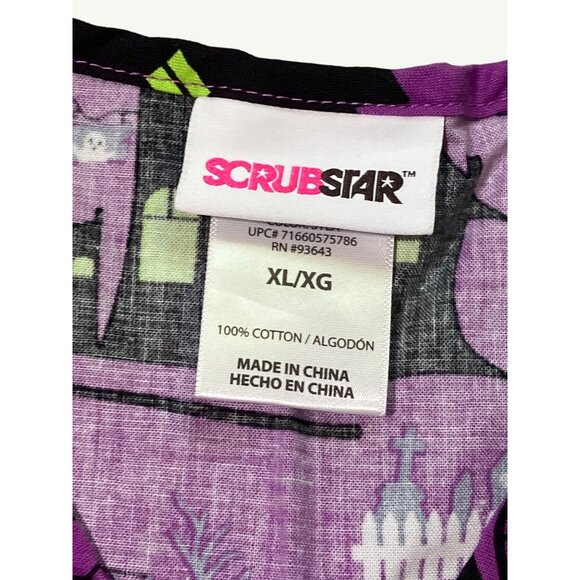 SCRUBSTAR™
UPC# 71660575786
RN #93643
XL/XG
100% COTTON / ALGODÓN
MADE IN CHINA
HECHO EN CHINA